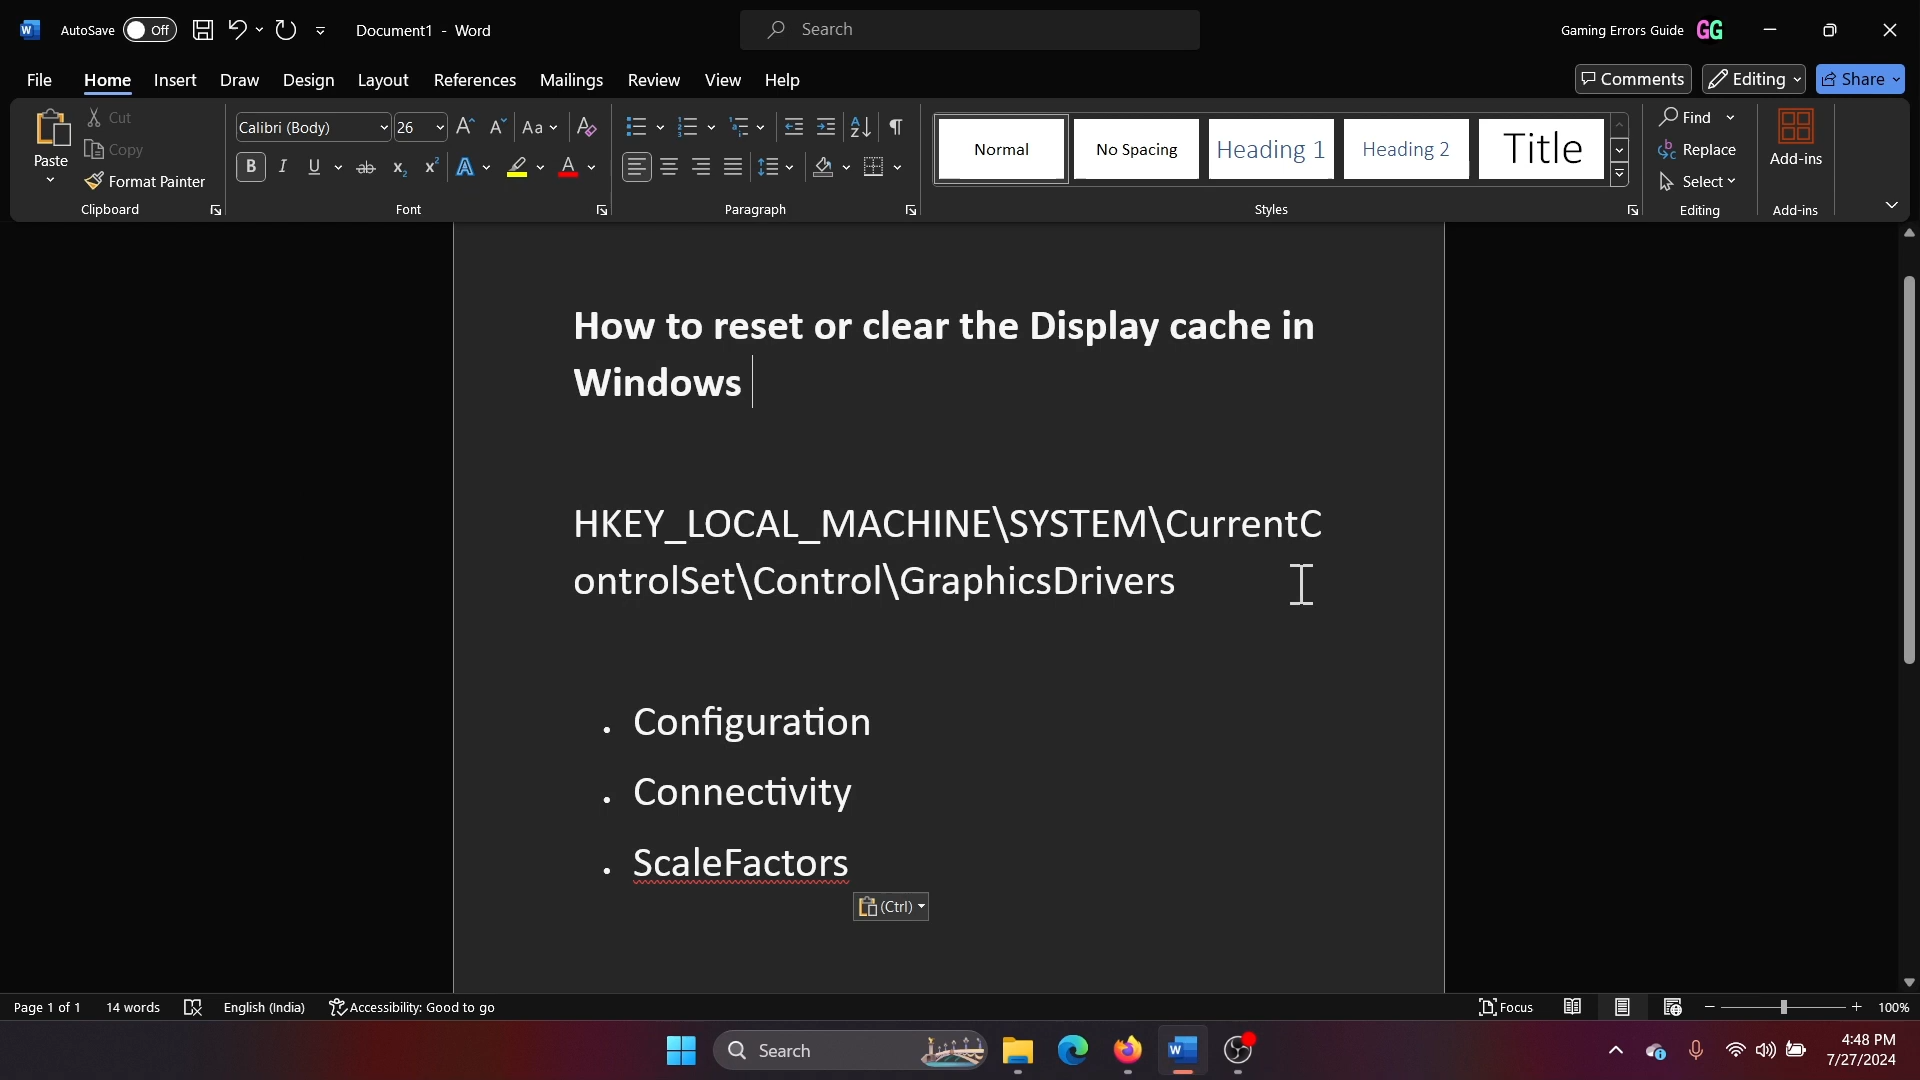 AutoSave Off Document1 - Word Search Gaming Errors Guide GG
File Home Insert Draw Design Layout References Mailings Review View Help Comments Editing Share
Paste Cut Copy Format Painter
Calibri (Body) 26 Aa
B I U ab x₂ x² A A
Normal No Spacing Heading 1 Heading 2 Title
Find Replace Select
Add-ins
Clipboard Font Paragraph Styles Editing Add-ins
How to reset or clear the Display cache in
Windows
HKEY_LOCAL_MACHINE\SYSTEM\CurrentC
ontrolSet\Control\GraphicsDrivers
• Configuration
• Connectivity
• ScaleFactors
(Ctrl)
Page 1 of 1 14 words English (India) Accessibility: Good to go Focus 100%
Search 4:48 PM
7/27/2024